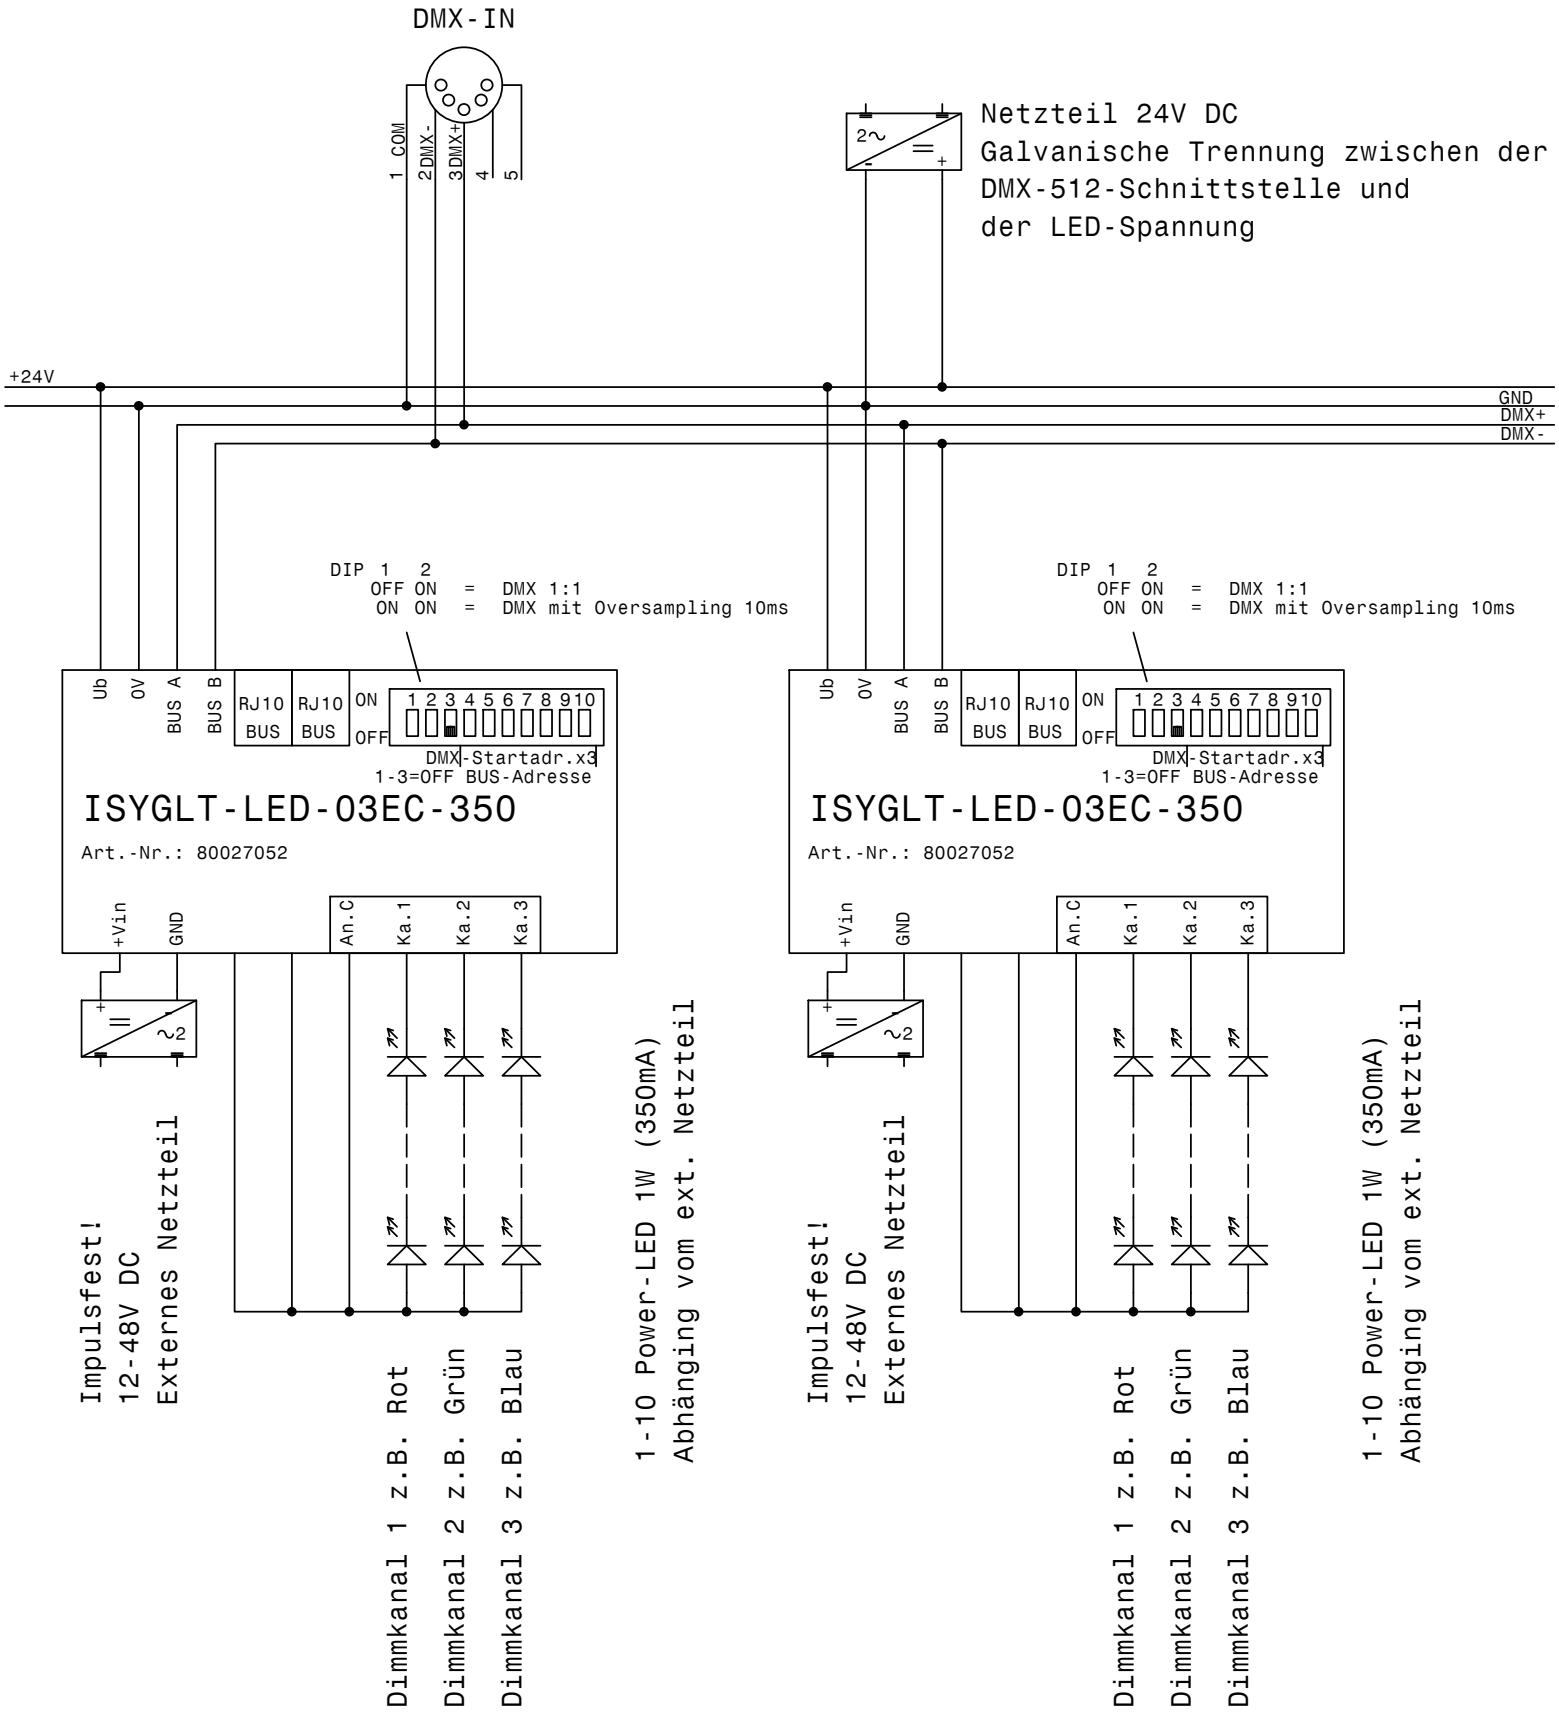 DMX-IN
1 COM
2DMX-
3DMX+
4
5
2~
=
-
+
Netzteil 24V DC
Galvanische Trennung zwischen der
DMX-512-Schnittstelle und
der LED-Spannung
+24V
GND
DMX+
DMX-
DIP 1 2
OFF ON = DMX 1:1
ON ON = DMX mit Oversampling 10ms
Ub
0V
BUS A
BUS B
RJ10
BUS
RJ10
BUS
ON
OFF
1 2 3 4 5 6 7 8 9 10
DMX-Startadr.x3
1-3=OFF BUS-Adresse
ISYGLT-LED-03EC-350
Art.-Nr.: 80027052
+Vin
GND
An.C
Ka.1
Ka.2
Ka.3
+
-
=
~2
Impulsfest!
12-48V DC
Externes Netzteil
Dimmkanal 1 z.B. Rot
Dimmkanal 2 z.B. Grün
Dimmkanal 3 z.B. Blau
1-10 Power-LED 1W (350mA)
Abhänging vom ext. Netzteil
DIP 1 2
OFF ON = DMX 1:1
ON ON = DMX mit Oversampling 10ms
Ub
0V
BUS A
BUS B
RJ10
BUS
RJ10
BUS
ON
OFF
1 2 3 4 5 6 7 8 9 10
DMX-Startadr.x3
1-3=OFF BUS-Adresse
ISYGLT-LED-03EC-350
Art.-Nr.: 80027052
+Vin
GND
An.C
Ka.1
Ka.2
Ka.3
+
-
=
~2
Impulsfest!
12-48V DC
Externes Netzteil
Dimmkanal 1 z.B. Rot
Dimmkanal 2 z.B. Grün
Dimmkanal 3 z.B. Blau
1-10 Power-LED 1W (350mA)
Abhänging vom ext. Netzteil